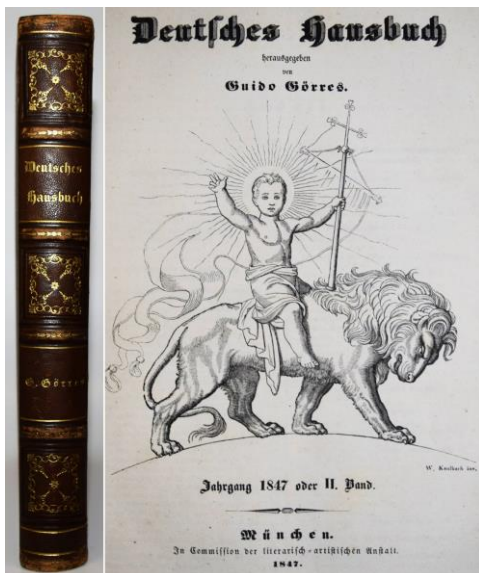 Deutsches
Hausbuch
G. Görres
Deutsches Hausbuch
herausgegeben
von
Guido Görres.
W. Kaulbach inv.
Jahrgang 1847 oder II. Band.
München.
In Commission der literarisch-artistischen Anstalt.
1847.